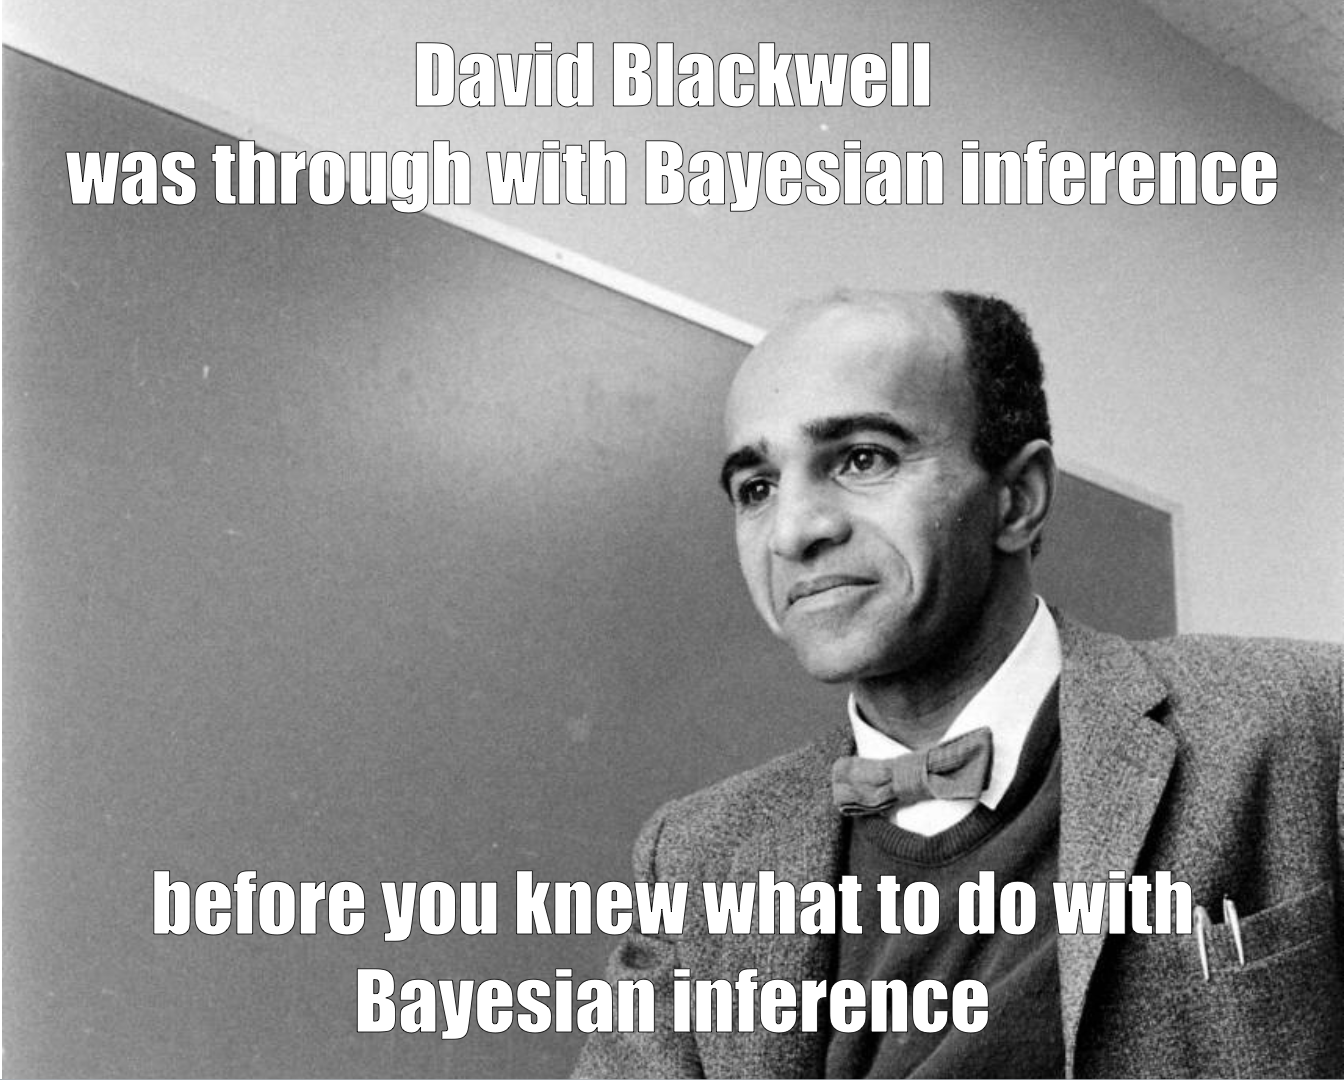 David Blackwell
was through with Bayesian inference
before you knew what to do with
Bayesian inference